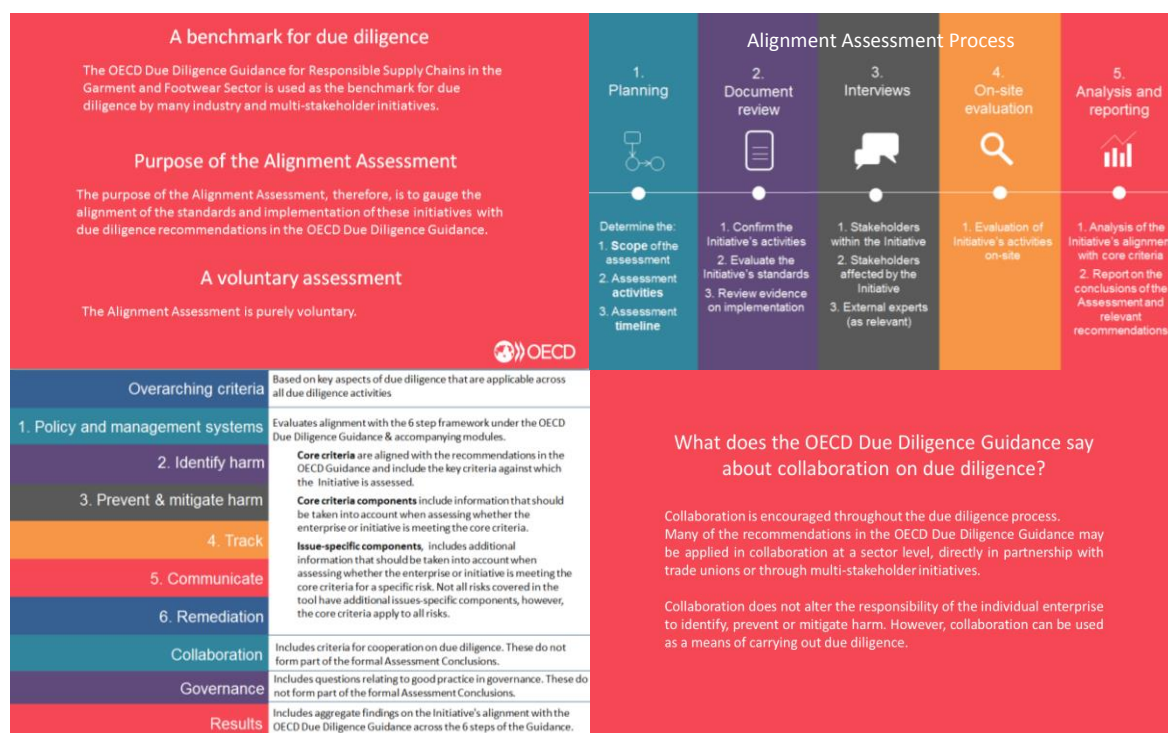 A benchmark for due diligence
The OECD Due Diligence Guidance for Responsible Supply Chains in the
Garment and Footwear Sector is used as the benchmark for due
diligence by many industry and multi-stakeholder initiatives.
Purpose of the Alignment Assessment
The purpose of the Alignment Assessment, therefore, is to gauge the
alignment of the standards and implementation of these initiatives with
due diligence recommendations in the OECD Due Diligence Guidance.
A voluntary assessment
The Alignment Assessment is purely voluntary.
OECD
Alignment Assessment Process
1.
Planning
Determine the:
1. Scope of the
assessment
2. Assessment
activities
3. Assessment
timeline
2.
Document
review
1. Confirm the
Initiative's activities
2. Evaluate the
Initiative's standards
3. Review evidence
on implementation
3.
Interviews
1. Stakeholders
within the Initiative
2. Stakeholders
affected by the
Initiative
3. External experts
(as relevant)
4.
On-site
evaluation
1. Evaluation of
Initiative's activities
on-site
5.
Analysis and
reporting
1. Analysis of the
Initiative's alignmen
with core criteria
2. Report on the
conclusions of the
Assessment and
relevant
recommendations
Overarching criteria
Based on key aspects of due diligence that are applicable across
all due diligence activities
1. Policy and management systems
2. Identify harm
3. Prevent & mitigate harm
4. Track
5. Communicate
6. Remediation
Evaluates alignment with the 6 step framework under the OECD
Due Diligence Guidance & accompanying modules.
Core criteria are aligned with the recommendations in the
OECD Guidance and include the key criteria against which
the Initiative is assessed.
Core criteria components include information that should
be taken into account when assessing whether the
enterprise or initiative is meeting the core criteria.
Issue-specific components, includes additional
information that should be taken into account when
assessing whether the enterprise or initiative is meeting the
core criteria for a specific risk. Not all risks covered in the
tool have additional issues-specific components, however,
the core criteria apply to all risks.
Collaboration
Includes criteria for cooperation on due diligence. These do not
form part of the formal Assessment Conclusions.
Governance
Includes questions relating to good practice in governance. These do
not form part of the formal Assessment Conclusions.
Results
Includes aggregate findings on the Initiative's alignment with the
OECD Due Diligence Guidance across the 6 steps of the Guidance.
What does the OECD Due Diligence Guidance say
about collaboration on due diligence?
Collaboration is encouraged throughout the due diligence process.
Many of the recommendations in the OECD Due Diligence Guidance may
be applied in collaboration at a sector level, directly in partnership with
trade unions or through multi-stakeholder initiatives.
Collaboration does not alter the responsibility of the individual enterprise
to identify, prevent or mitigate harm. However, collaboration can be used
as a means of carrying out due diligence.